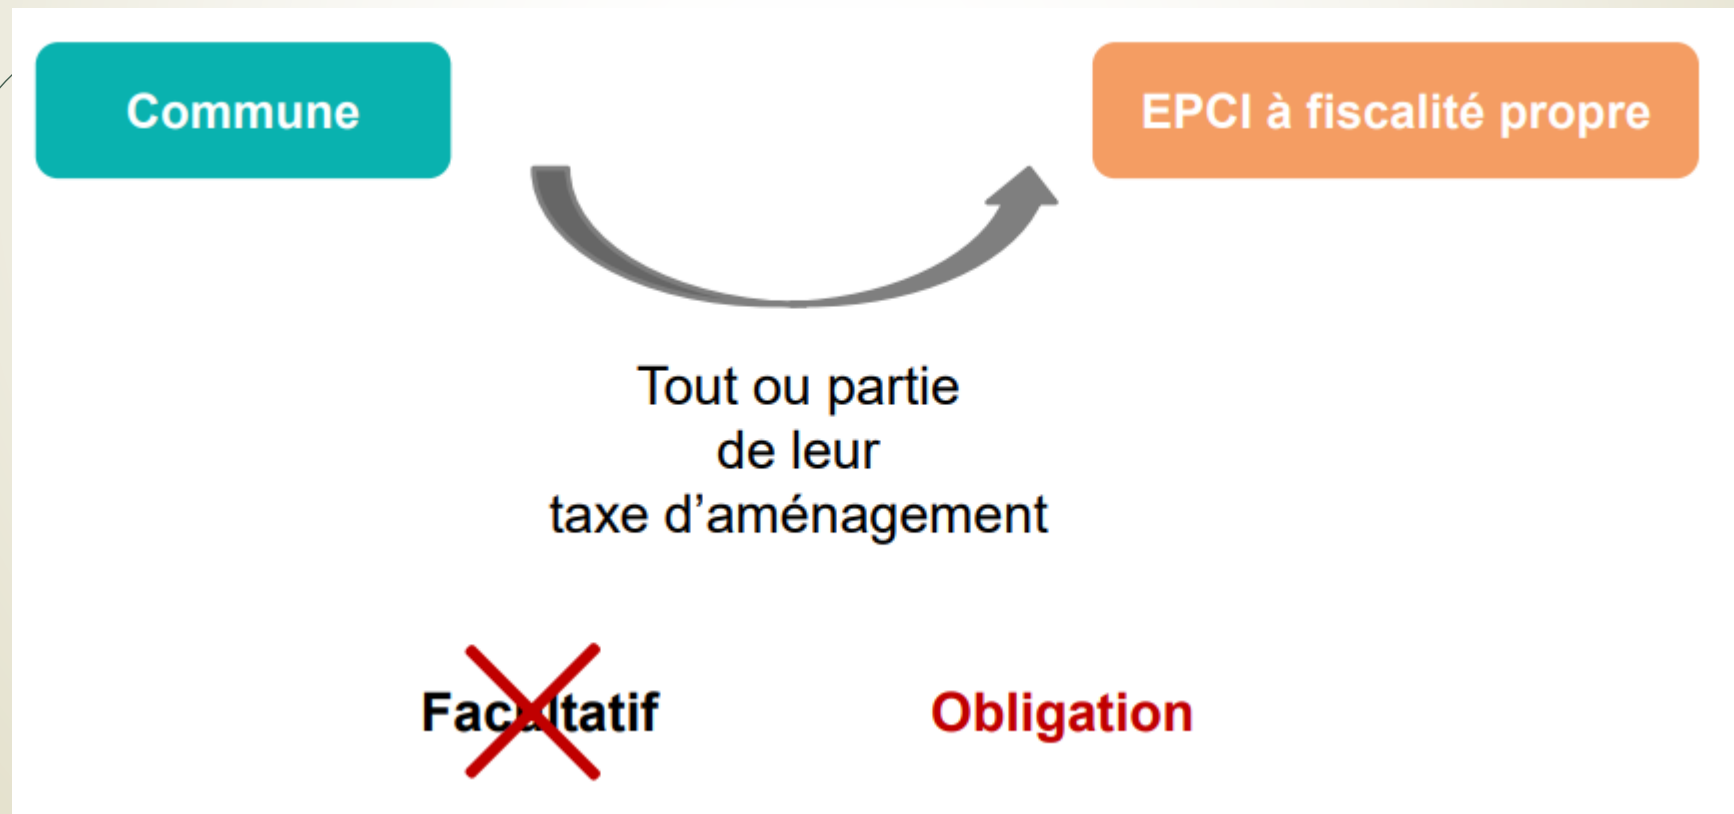 Commune
EPCI à fiscalité propre
Tout ou partie
de leur
taxe d'aménagement
Facultatif
Obligation